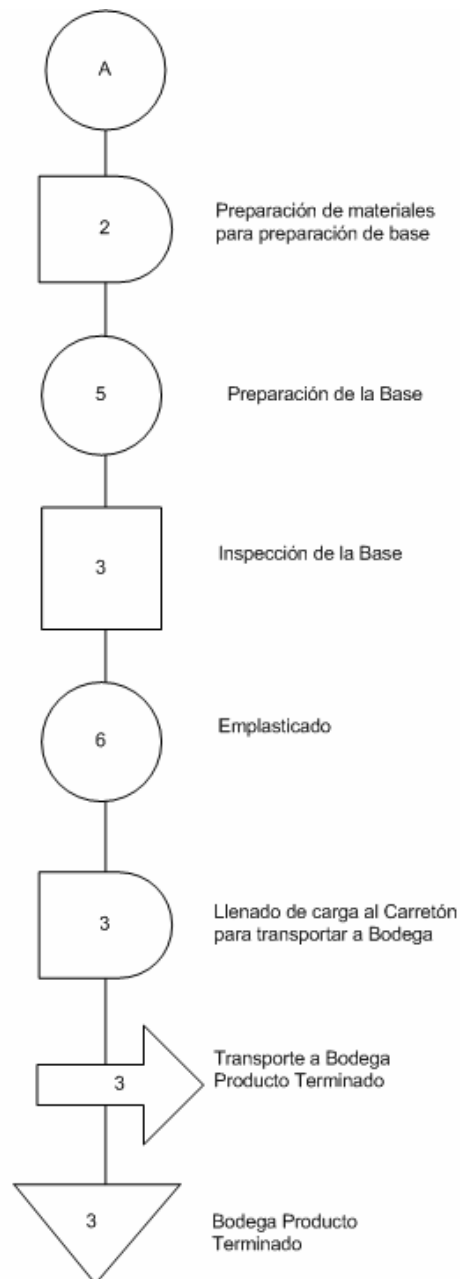 A
2
Preparación de materiales
para preparación de base
5
Preparación de la Base
3
Inspección de la Base
6
Emplasticado
3
Llenado de carga al Carretón
para transportar a Bodega
3
Transporte a Bodega
Producto Terminado
3
Bodega Producto
Terminado